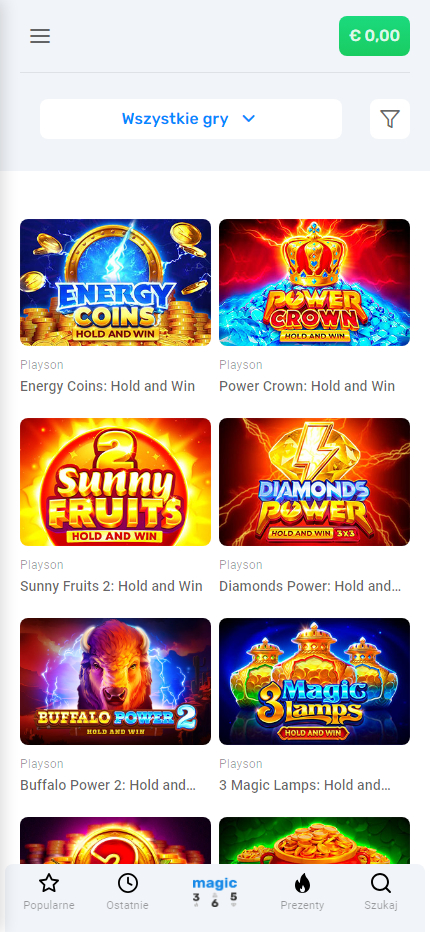 € 0,00
Wszystkie gry
ENERGY
COINS
HOLD AND WIN
POWER
CROWN
HOLD AND WIN
Playson
Energy Coins: Hold and Win
Playson
Power Crown: Hold and Win
2
Sunny
FRUITS
HOLD AND WIN
DIAMONDS
POWER
HOLD AND WIN 3X3
Playson
Sunny Fruits 2: Hold and Win
Playson
Diamonds Power: Hold and...
BUFFALO POWER 2
HOLD AND WIN
3 Magic
Lamps
HOLD AND WIN
Playson
Buffalo Power 2: Hold and...
Playson
3 Magic Lamps: Hold and...
Popularne
Ostatnie
magic
3 6 5
Prezenty
Szukaj